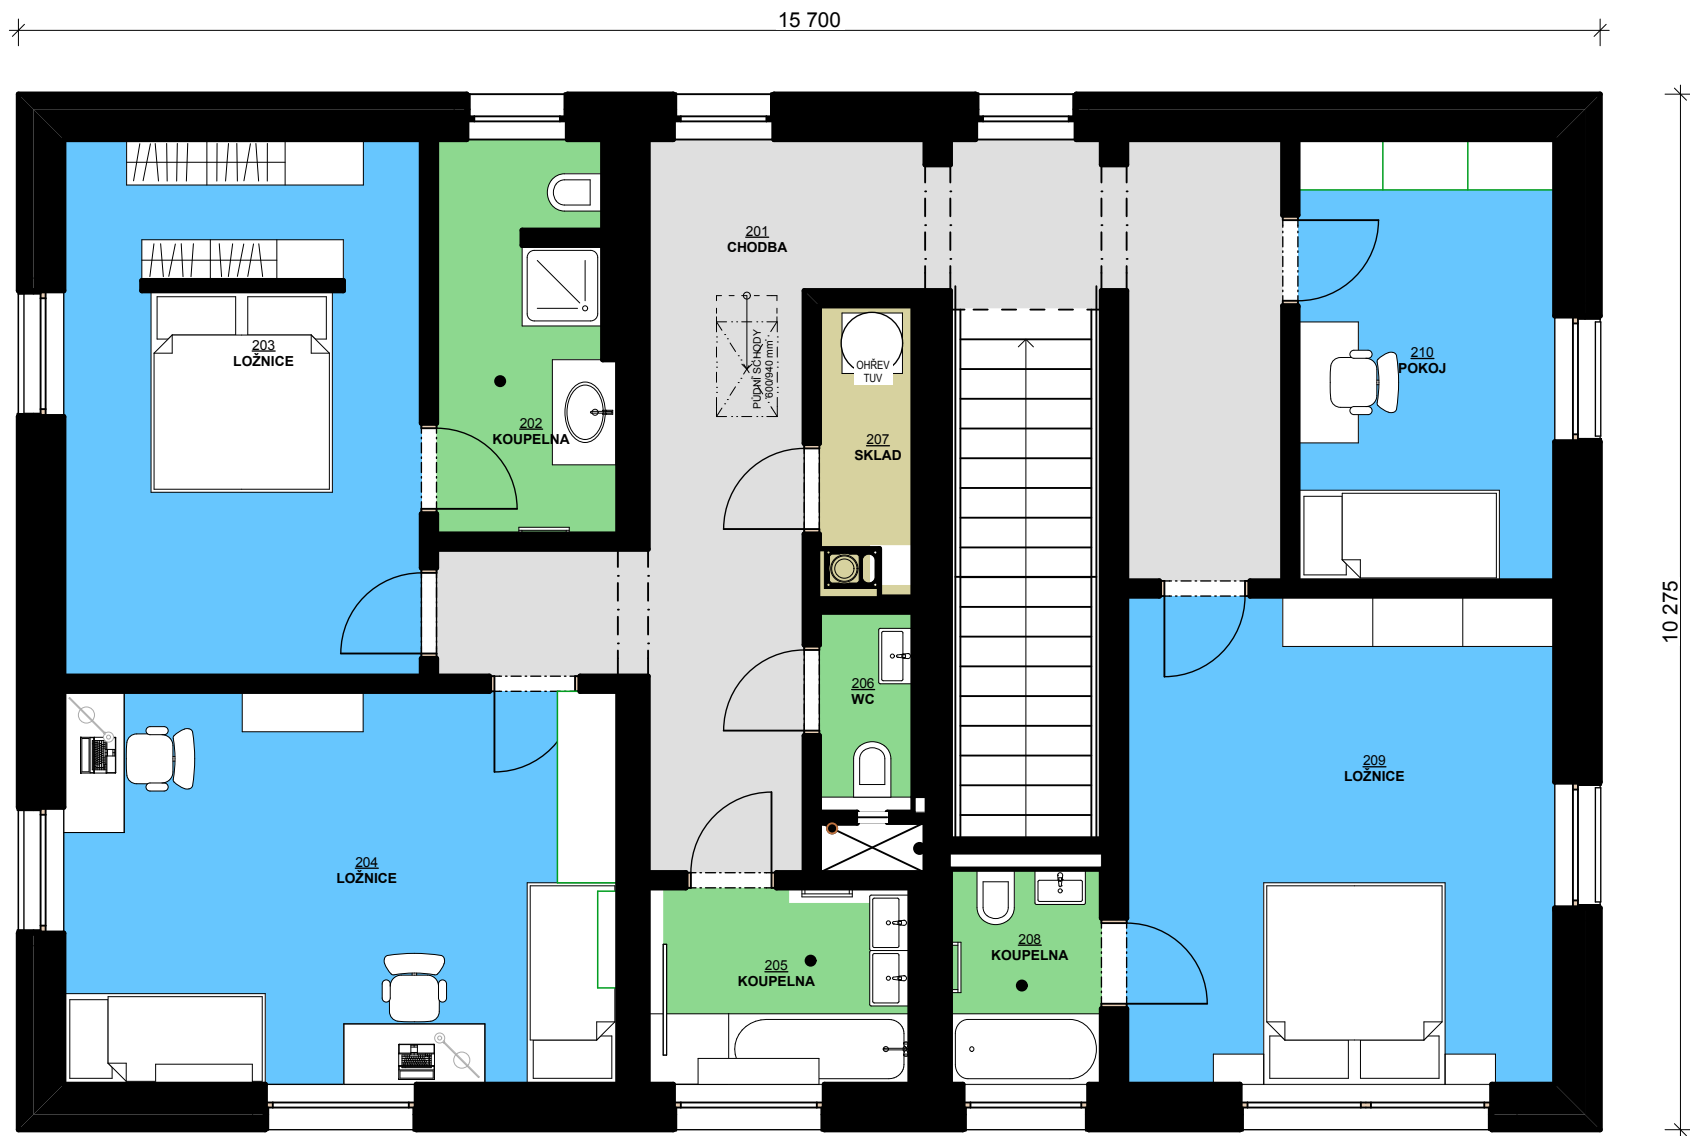 15 700
10 275
201
CHODBA
PŮDNÍ SCHODY
600/940 mm
203
LOŽNICE
202
KOUPELNA
OHŘEV
TUV
207
SKLAD
210
POKOJ
206
WC
209
LOŽNICE
204
LOŽNICE
205
KOUPELNA
208
KOUPELNA